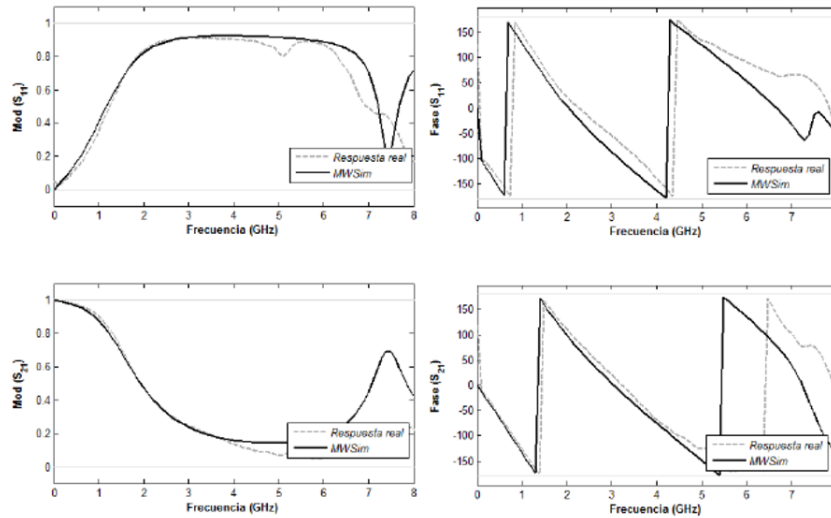 Mod (S11)
1
0.8
0.6
0.4
0.2
0
0 1 2 3 4 5 6 7 8
Frecuencia (GHz)
Respuesta real
MWSim
Fase (S11)
150
100
50
0
-50
-100
-150
0 1 2 3 4 5 6 7
Frecuencia (GHz)
Respuesta real
MWSim
Mod (S21)
1
0.8
0.6
0.4
0.2
0
0 1 2 3 4 5 6 7 8
Frecuencia (GHz)
Respuesta real
MWSim
Fase (S21)
150
100
50
0
-50
-100
-150
0 1 2 3 4 5 6 7
Frecuencia (GHz)
Respuesta real
MWSim